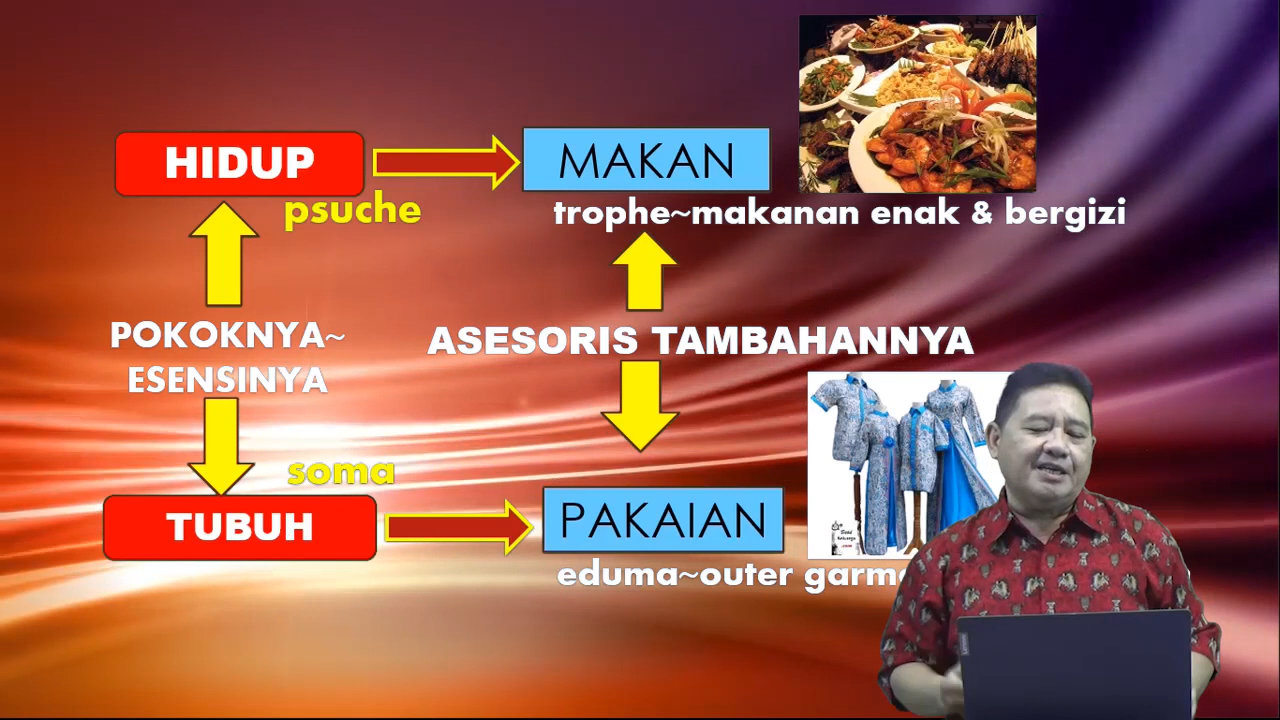 HIDUP
MAKAN
psuche
trophe~makanan enak & bergizi
POKOKNYA~
ESENSINYA
ASESORIS TAMBAHANNYA
soma
TUBUH
PAKAIAN
eduma~outer